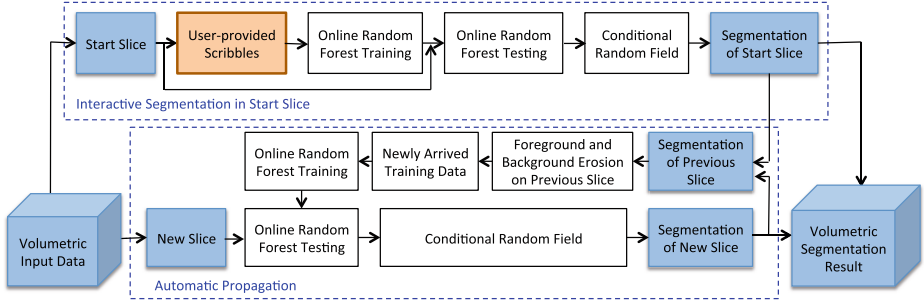 Start Slice
User-provided
Scribbles
Online Random
Forest Training
Online Random
Forest Testing
Conditional
Random Field
Segmentation
of Start Slice
Interactive Segmentation in Start Slice
Online Random
Forest Training
Newly Arrived
Training Data
Foreground and
Background Erosion
on Previous Slice
Segmentation
of Previous
Slice
Volumetric
Input Data
New Slice
Online Random
Forest Testing
Conditional Random Field
Segmentation
of New Slice
Volumetric
Segmentation
Result
Automatic Propagation